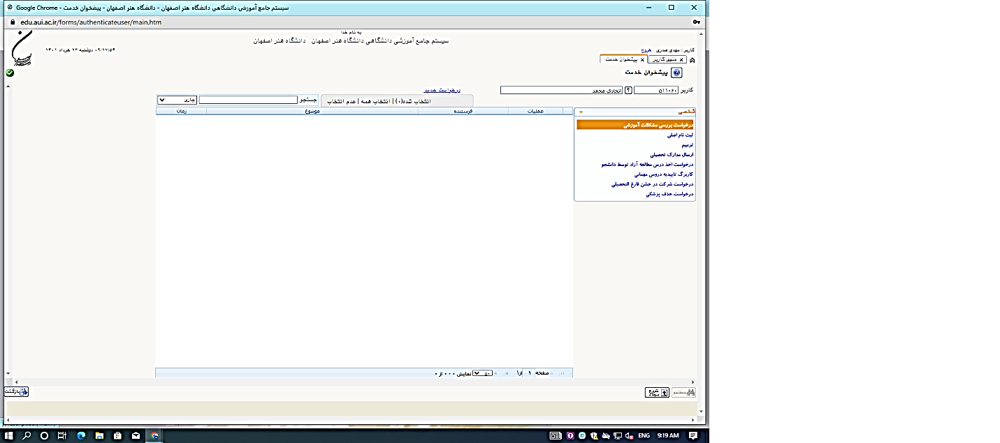 سیستم جامع آموزشی دانشگاهی دانشگاه هنر اصفهان - دانشگاه هنر اصفهان - پیشخوان خدمت - Google Chrome
edu.aui.ac.ir/forms/authenticateuser/main.htm
به نام خدا
سیستم جامع آموزشی دانشگاهی دانشگاه هنر اصفهان   دانشگاه هنر اصفهان
کاربر : مهدی صدری   خروج
۰۹:۱۷:۵۴ دوشنبه ۲۳ خرداد ۱۴۰۱
منوی کاربر x پیشخوان خدمت x
پیشخوان خدمت
کاربر ۵۱۱۰۶۰ ؟ اتحادی محمد
درخواست جدید
انتخاب شده(۰) | انتخاب همه | عدم انتخاب
جستجو جاری
عملیات فرستنده موضوع زمان
شخصی
درخواست بررسی مشکلات آموزشی
ثبت نام اصلی
ترمیم
ارسال مدارک تحصیلی
درخواست اخذ درس مطالعه آزاد توسط دانشجو
کاربرگ تاییدیه دروس مهمانی
درخواست شرکت در جشن فارغ التحصیلی
درخواست حذف پزشکی
صفحه ۱ از۱ ۵۰ نمایش ۰ - ۰ از ۰
جستجو شروع مجدد بازگشت
ENG 9:19 AM